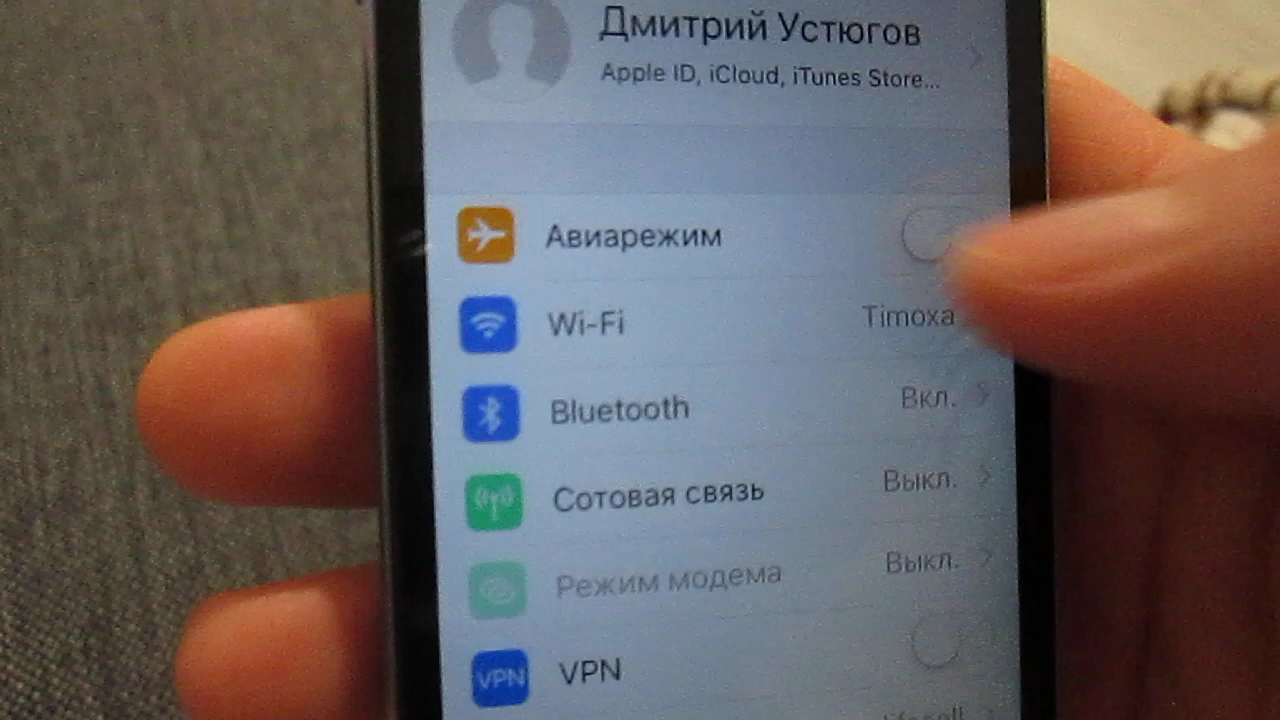 Дмитрий Устюгов
Apple ID, iCloud, iTunes Store...
Авиарежим
Wi-Fi Timoxa
Bluetooth Вкл.
Сотовая связь Выкл.
Режим модема Выкл.
VPN VPN